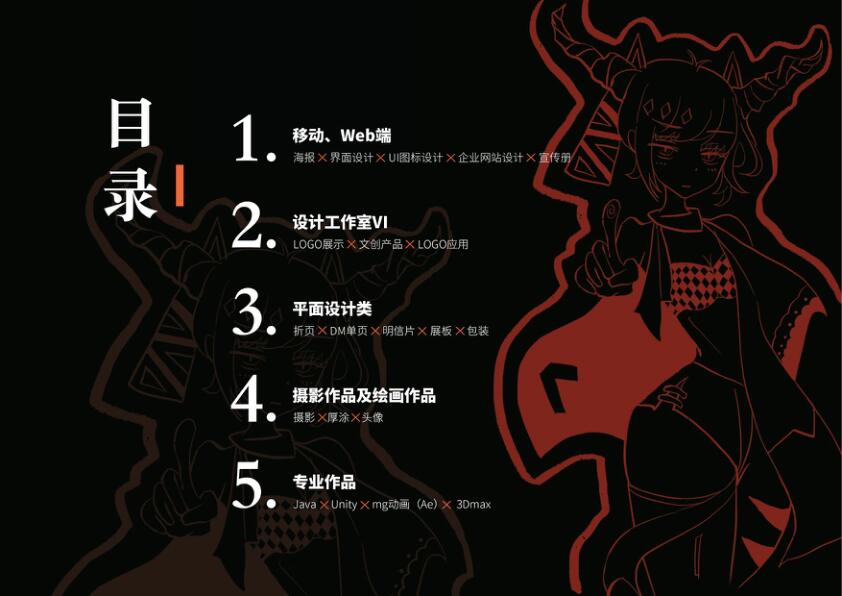 目录
1.
移动、Web端
海报×界面设计×UI图标设计×企业网站设计×宣传册
2.
设计工作室VI
LOGO展示×文创产品×LOGO应用
3.
平面设计类
折页×DM单页×明信片×展板×包装
4.
摄影作品及绘画作品
摄影×厚涂×头像
5.
专业作品
Java×Unity×mg动画（Ae）×3Dmax